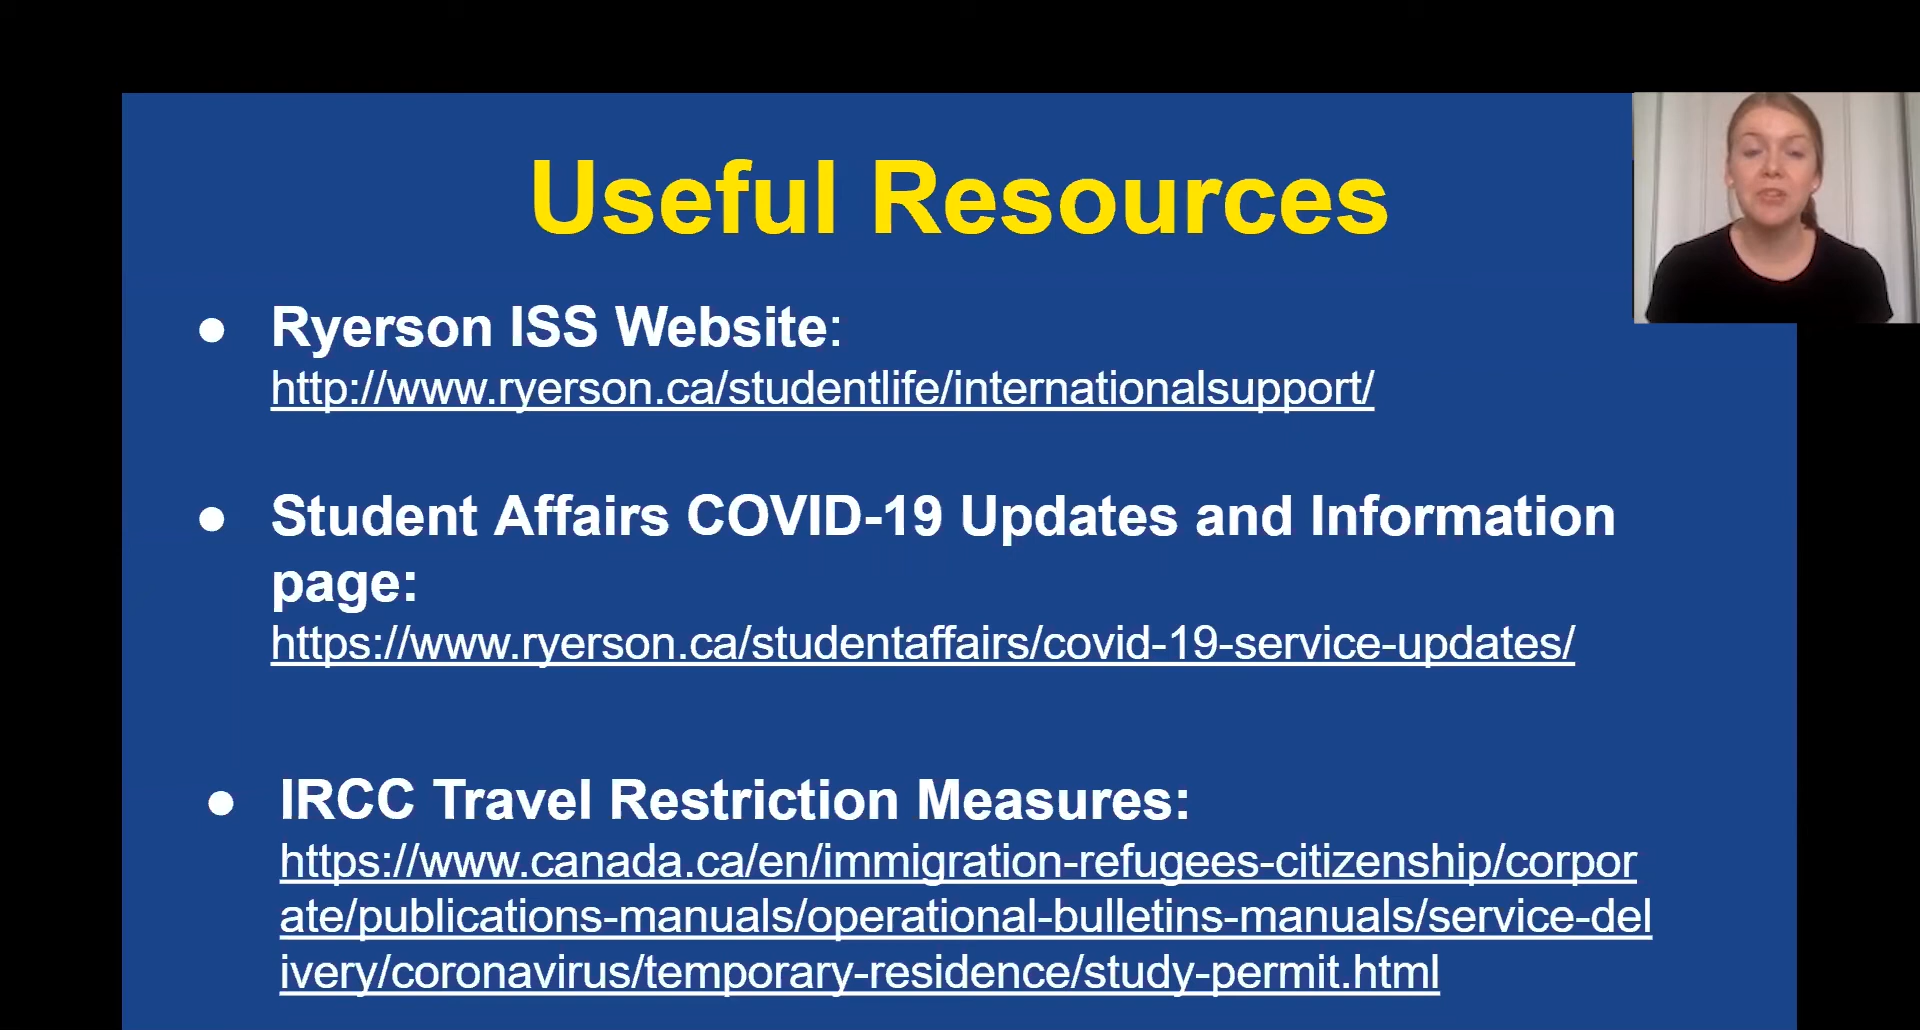 Useful Resources
● Ryerson ISS Website:
http://www.ryerson.ca/studentlife/internationalsupport/
● Student Affairs COVID-19 Updates and Information
page:
https://www.ryerson.ca/studentaffairs/covid-19-service-updates/
● IRCC Travel Restriction Measures:
https://www.canada.ca/en/immigration-refugees-citizenship/corpor
ate/publications-manuals/operational-bulletins-manuals/service-del
ivery/coronavirus/temporary-residence/study-permit.html